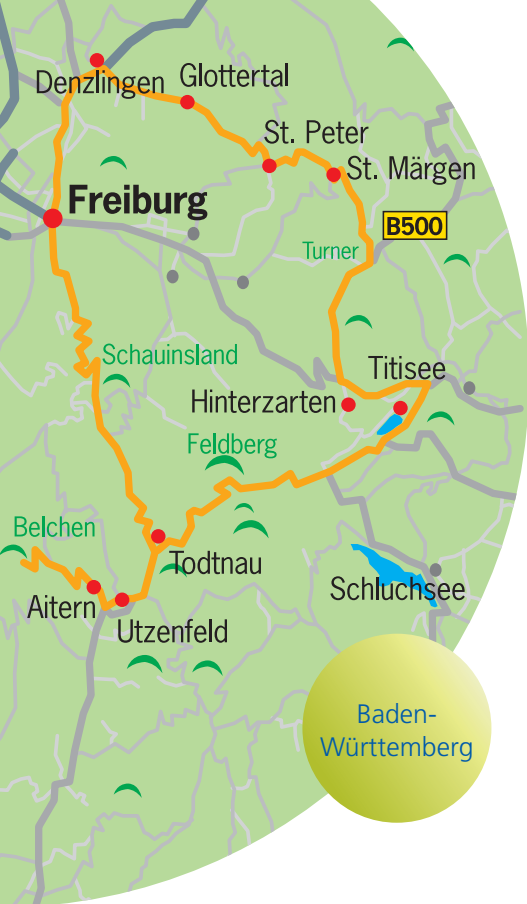 Denzlingen
Glottertal
St. Peter
St. Märgen
Freiburg
B500
Turner
Schauinsland
Titisee
Hinterzarten
Feldberg
Belchen
Todtnau
Schluchsee
Aitern
Utzenfeld
Baden-
Württemberg